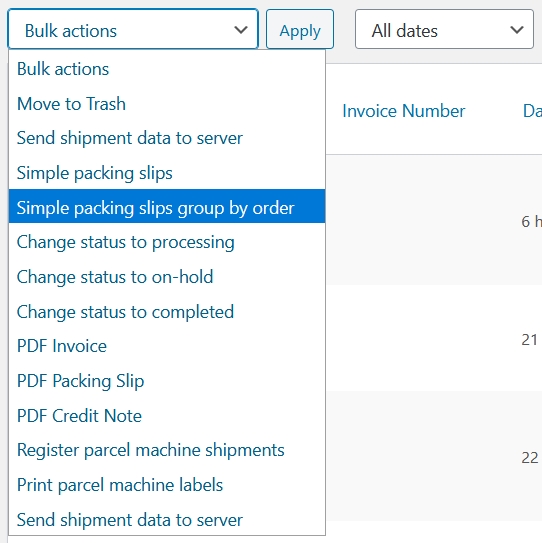 Bulk actions
Apply
All dates
Bulk actions
Move to Trash
Send shipment data to server
Simple packing slips
Simple packing slips group by order
Change status to processing
Change status to on-hold
Change status to completed
PDF Invoice
PDF Packing Slip
PDF Credit Note
Register parcel machine shipments
Print parcel machine labels
Send shipment data to server
Invoice Number
Da
6 h
21
22